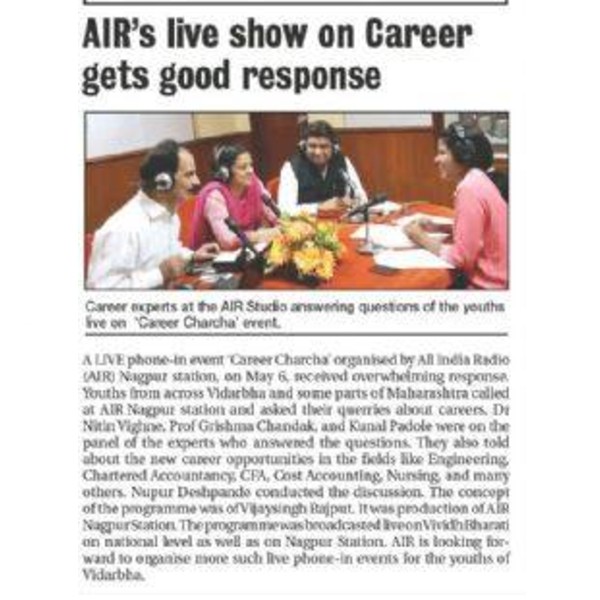 AIR's live show on Career
gets good response
Career experts at the AIR Studio answering questions of the youths
live on 'Career Charcha' event.
A LIVE phone-in event 'Career Charcha' organised by All India Radio
(AIR) Nagpur station, on May 6, received overwhelming response.
Youths from across Vidarbha and some parts of Maharashtra called
at AIR Nagpur station and asked their querries about careers. Dr
Nitin Vighne, Prof Grishma Chandak, and Kunal Padole were on the
panel of the experts who answered the questions. They also told
about the new career opportunities in the fields like Engineering,
Chartered Accountancy, CFA, Cost Accounting, Nursing, and many
others. Nupur Deshpande conducted the discussion. The concept
of the programme was of Vijaysingh Rajput. It was production of AIR
Nagpur Station. The programme was broadcasted live on Vividh Bharati
on national level as well as on Nagpur Station. AIR is looking for-
ward to organise more such live phone-in events for the youths of
Vidarbha.